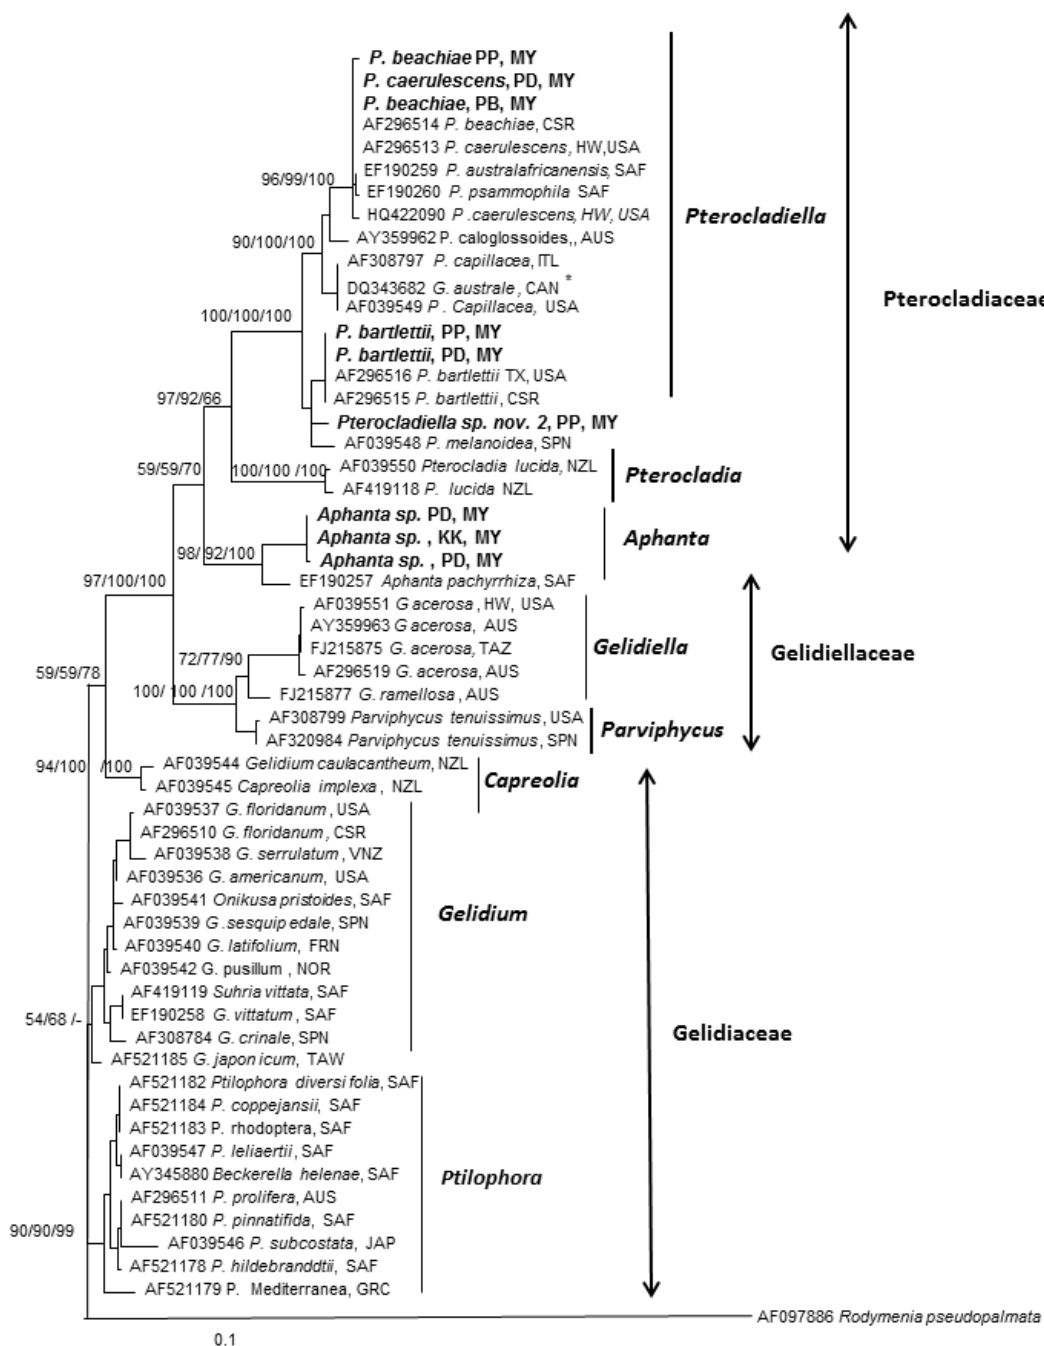 P. beachiae PP, MY
P. caerulescens, PD, MY
P. beachiae, PB, MY
AF296514 P. beachiae, CSR
AF296513 P. caerulescens, HW,USA
EF190259 P. australafricanensis, SAF
96/99/100
EF190260 P. psammophila SAF
HQ422090 P .caerulescens, HW, USA
Pterocladiella
90/100/100
AY359962 P. caloglossoides,, AUS
AF308797 P. capillacea, ITL
DQ343682 G. australe, CAN *
Pterocladiaceae
AF039549 P. Capillacea, USA
100/100/100
P. bartlettii, PP, MY
P. bartlettii, PD, MY
AF296516 P. bartlettii TX, USA
97/92/66
AF296515 P. bartlettii, CSR
Pterocladiella sp. nov. 2, PP, MY
AF039548 P. melanoidea, SPN
59/59/70
100/100 /100
AF039550 Pterocladia lucida, NZL
Pterocladia
AF419118 P. lucida NZL
Aphanta sp. PD, MY
Aphanta sp. , KK, MY
Aphanta
98/ 92/100
Aphanta sp. , PD, MY
97/100/100
EF190257 Aphanta pachyrrhiza, SAF
AF039551 G acerosa, HW, USA
AY359963 G acerosa, AUS
72/77/90
FJ215875 G. acerosa, TAZ
Gelidiella
Gelidiellaceae
59/59/78
AF296519 G. acerosa, AUS
100/ 100 /100
FJ215877 G. ramellosa, AUS
AF308799 Parviphycus tenuissimus, USA
Parviphycus
AF320984 Parviphycus tenuissimus, SPN
94/100 /100
AF039544 Gelidium caulacantheum, NZL
Capreolia
AF039545 Capreolia implexa , NZL
AF039537 G. floridanum, USA
AF296510 G. floridanum, CSR
AF039538 G. serrulatum, VNZ
AF039536 G. americanum, USA
AF039541 Onikusa pristoides, SAF
Gelidium
AF039539 G .sesquip edale, SPN
AF039540 G. latifolium, FRN
AF039542 G. pusillum , NOR
AF419119 Suhria vittata, SAF
54/68 /-
EF190258 G. vittatum, SAF
Gelidiaceae
AF308784 G. crinale, SPN
AF521185 G. japon icum, TAW
AF521182 Ptilophora diversi folia, SAF
AF521184 P. coppejansii, SAF
AF521183 P. rhodoptera, SAF
AF039547 P. leliaertii, SAF
AY345880 Beckerella helenae, SAF
Ptilophora
AF296511 P. prolifera, AUS
AF521180 P. pinnatifida, SAF
90/90/99
AF039546 P. subcostata, JAP
AF521178 P. hildebranddtii, SAF
AF521179 P. Mediterranea, GRC
AF097886 Rodymenia pseudopalmata
0.1